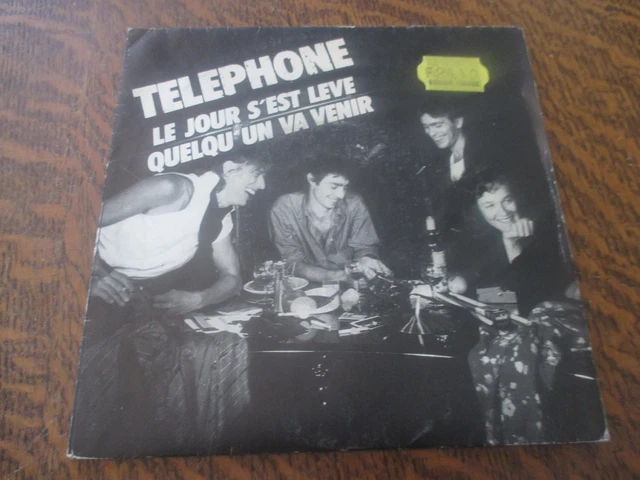 TELEPHONE
LE JOUR S'EST LEVE
QUELQU'UN VA VENIR